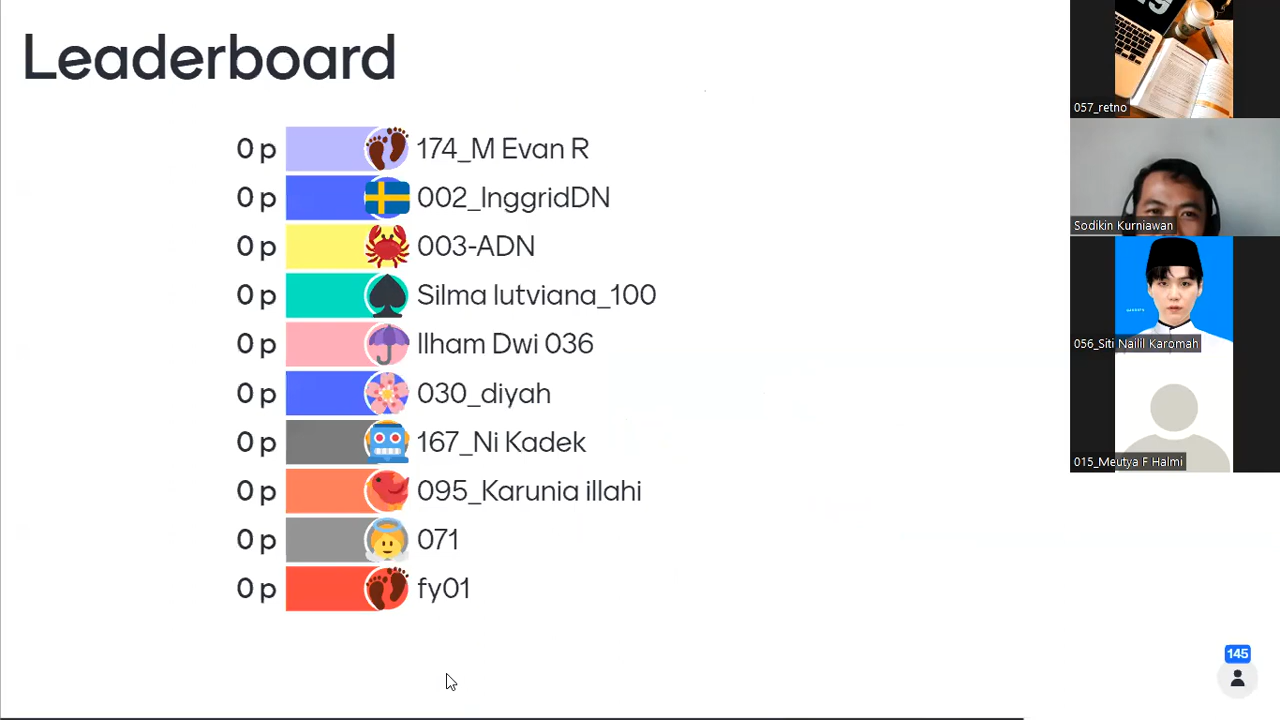 Leaderboard
0 p 174_M Evan R
0 p 002_InggridDN
0 p 003-ADN
0 p Silma lutviana_100
0 p Ilham Dwi 036
0 p 030_diyah
0 p 167_Ni Kadek
0 p 095_Karunia illahi
0 p 071
0 p fy01
057_retno
Sodikin Kurniawan
056_Siti Nailil Karomah
015_Meutya F Halmi
145